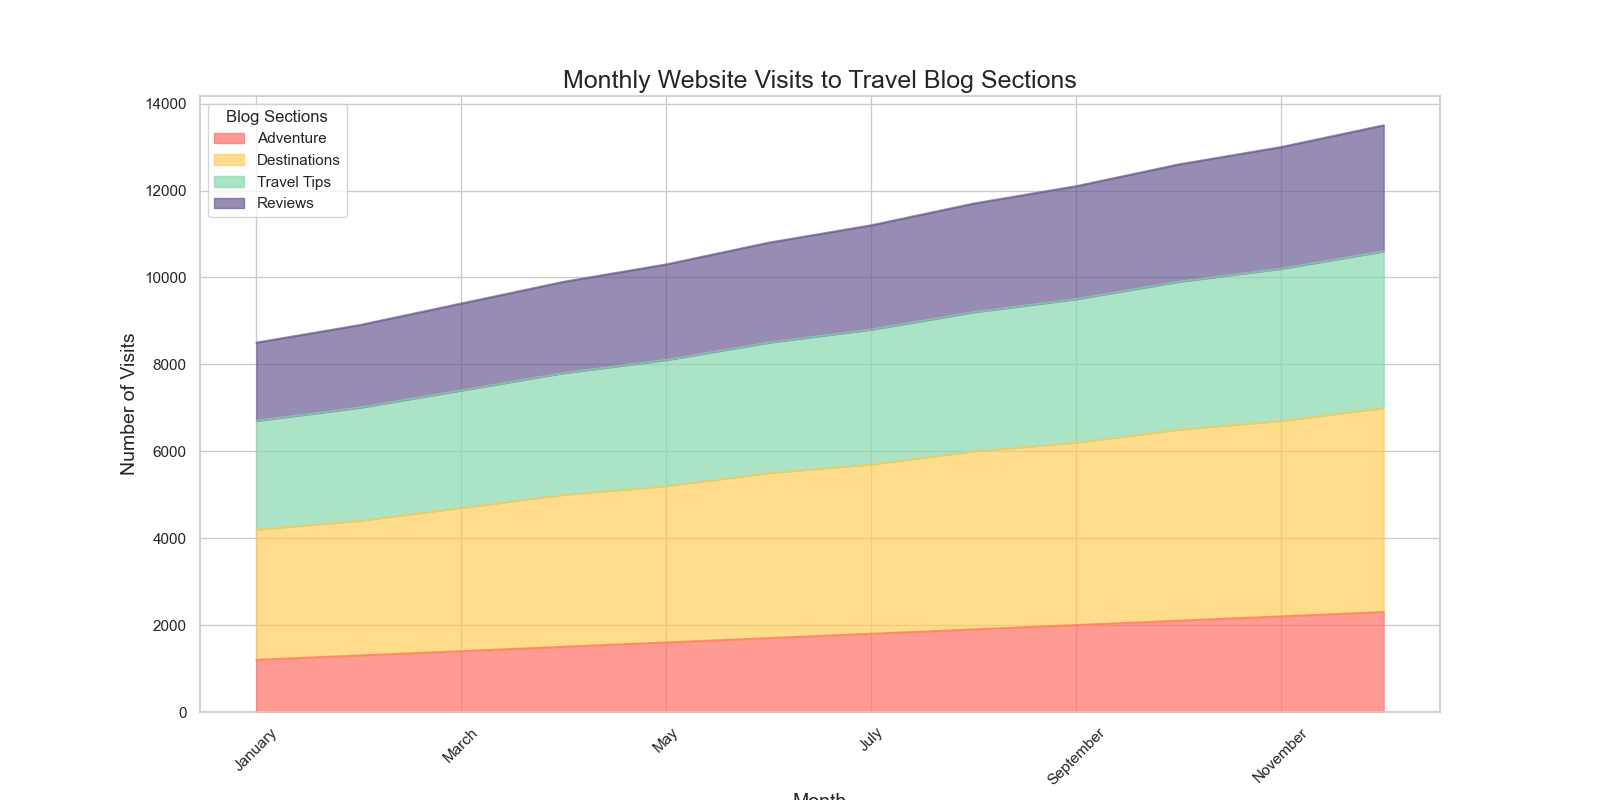 Monthly Website Visits to Travel Blog Sections
Blog Sections
Adventure
Destinations
Travel Tips
Reviews
Number of Visits
14000
12000
10000
8000
6000
4000
2000
0
January
March
May
July
September
November
Month